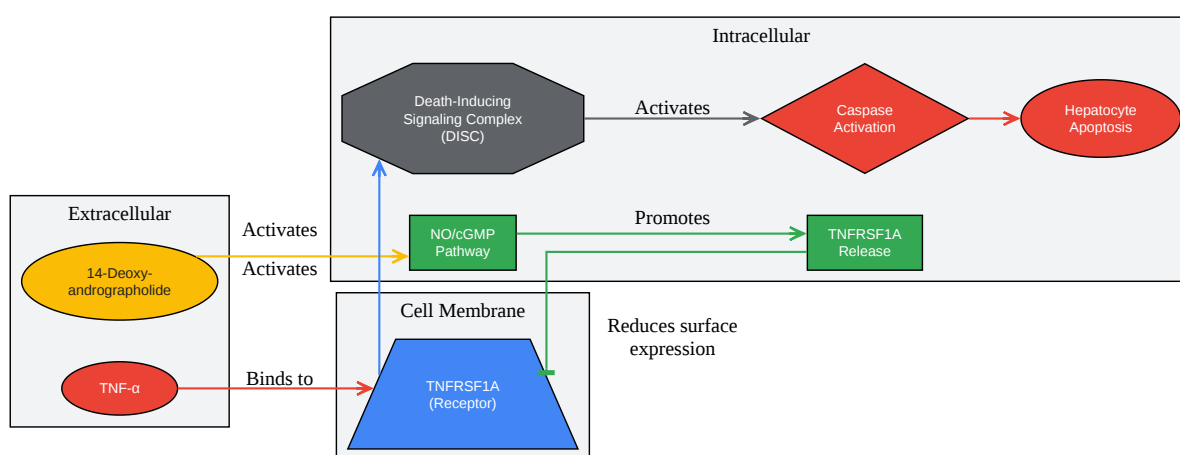 Intracellular
Death-Inducing
Signaling Complex
(DISC)
Activates
Caspase
Activation
Hepatocyte
Apoptosis
Extracellular
14-Deoxy-
andrographolide
Activates
Activates
NO/cGMP
Pathway
Promotes
TNFRSF1A
Release
Cell Membrane
Reduces surface
expression
TNF-α
Binds to
TNFRSF1A
(Receptor)